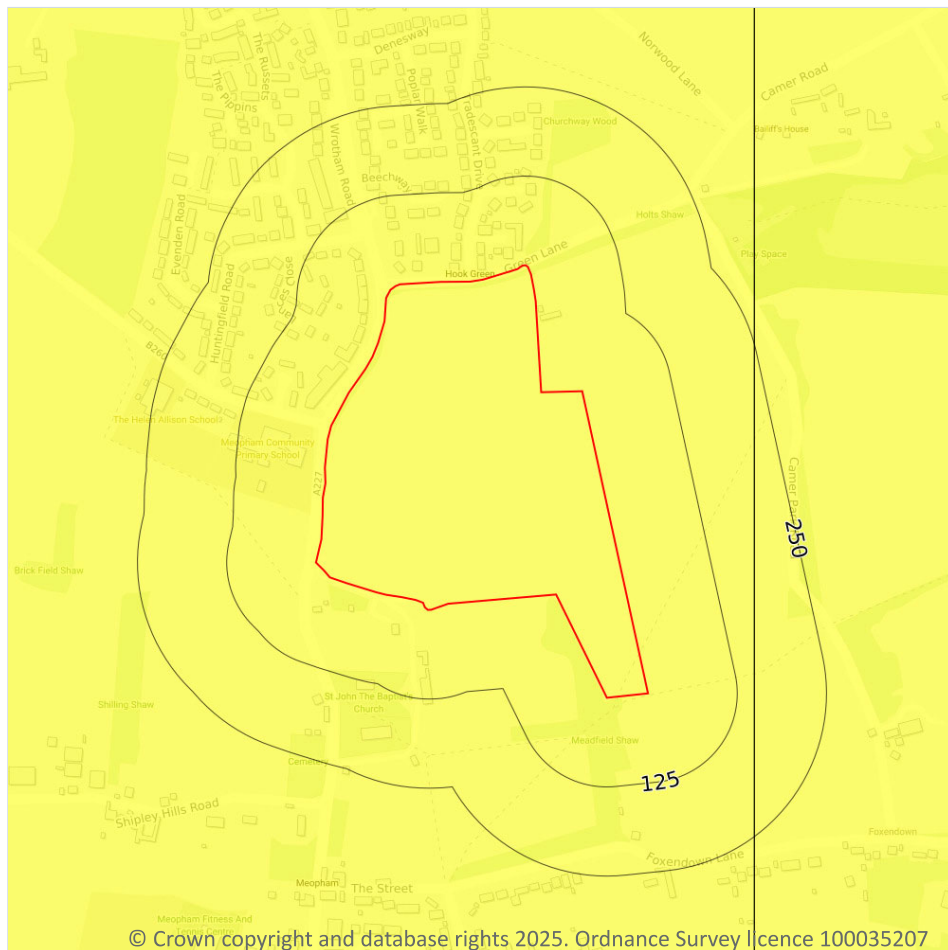 Denesway
Norwood Lane
The Russets
Poplar Walk
Camer Road
The Pippins
Tradescant Drive
Churchway Wood
Bailiff's House
Wrotham Road
Beechway
Evenden Road
Holts Shaw
Green Lane
Play Space
Hook Green
Huntingfield Road
B260
The Helen Allison School
Meopham Community
Primary School
A227
250
Brick Field Shaw
St John The Baptist's
Church
Shilling Shaw
Meadfield Shaw
Cemetery
125
Shipley Hills Road
Foxendown
Foxendown Lane
Meopham
The Street
Meopham Fitness And
Tennis Centre
© Crown copyright and database rights 2025. Ordnance Survey licence 100035207